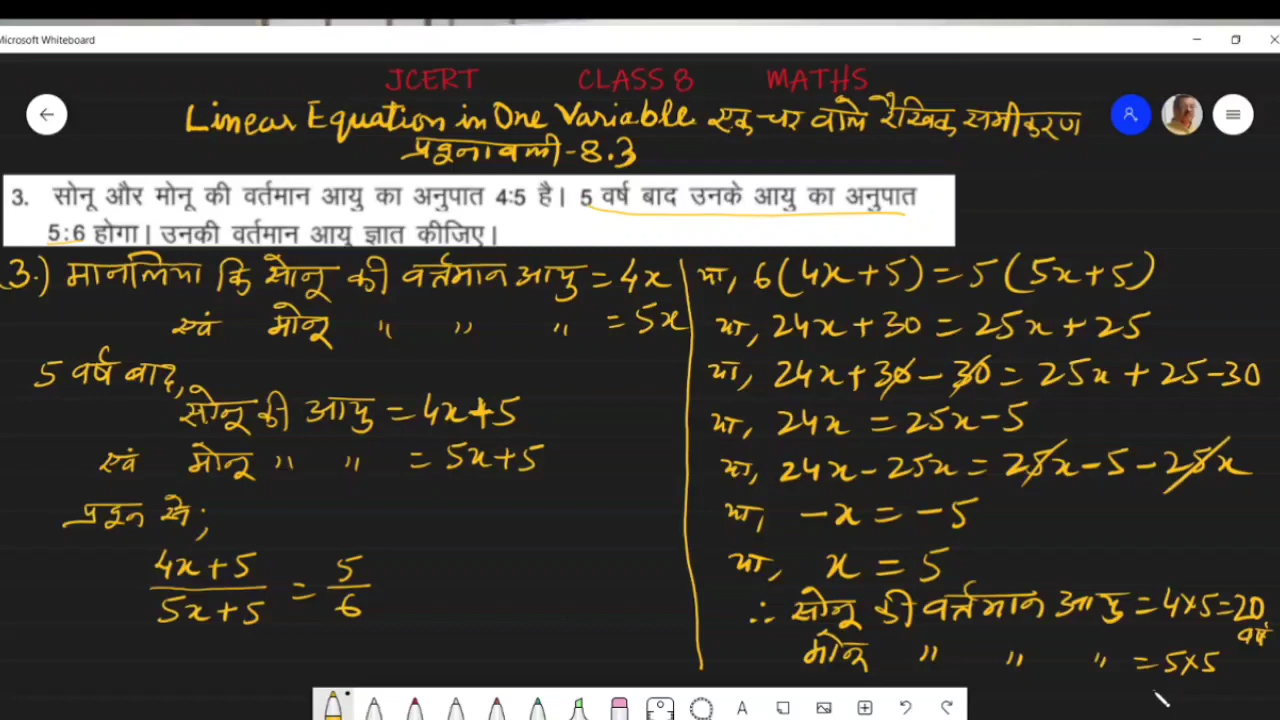 Microsoft Whiteboard
JCERT CLASS 8 MATHS
Linear Equation in One Variable एक चर वाले रैखिक समीकरण
प्रश्नावली-8.3
3. सोनू और मोनू की वर्तमान आयु का अनुपात 4:5 है। 5 वर्ष बाद उनके आयु का अनुपात
5:6 होगा। उनकी वर्तमान आयु ज्ञात कीजिए।
3.) मानलिया कि सोनू की वर्तमान आयु = 4x
एवं मोनू " " " = 5x
5 वर्ष बाद,
सोनू की आयु = 4x+5
एवं मोनू " " = 5x+5
प्रश्न से;
4x+5/5x+5 = 5/6
या, 6(4x+5) = 5(5x+5)
या, 24x+30 = 25x+25
या, 24x+30-30 = 25x+25-30
या, 24x = 25x-5
या, 24x-25x = 25x-5-25x
या, -x = -5
या, x = 5
∴ सोनू की वर्तमान आयु = 4×5=20 वर्ष
मोनू " " " = 5×5